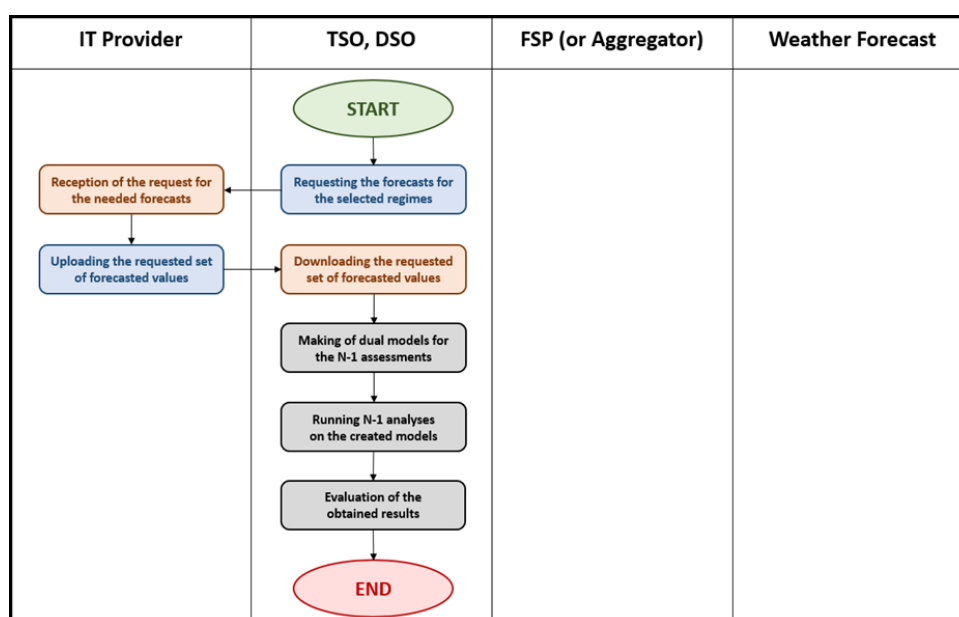 IT Provider
TSO, DSO
FSP (or Aggregator)
Weather Forecast
START
Reception of the request for
the needed forecasts
Requesting the forecasts for
the selected regimes
Uploading the requested set
of forecasted values
Downloading the requested
set of forecasted values
Making of dual models for
the N-1 assessments
Running N-1 analyses
on the created models
Evaluation of the
obtained results
END